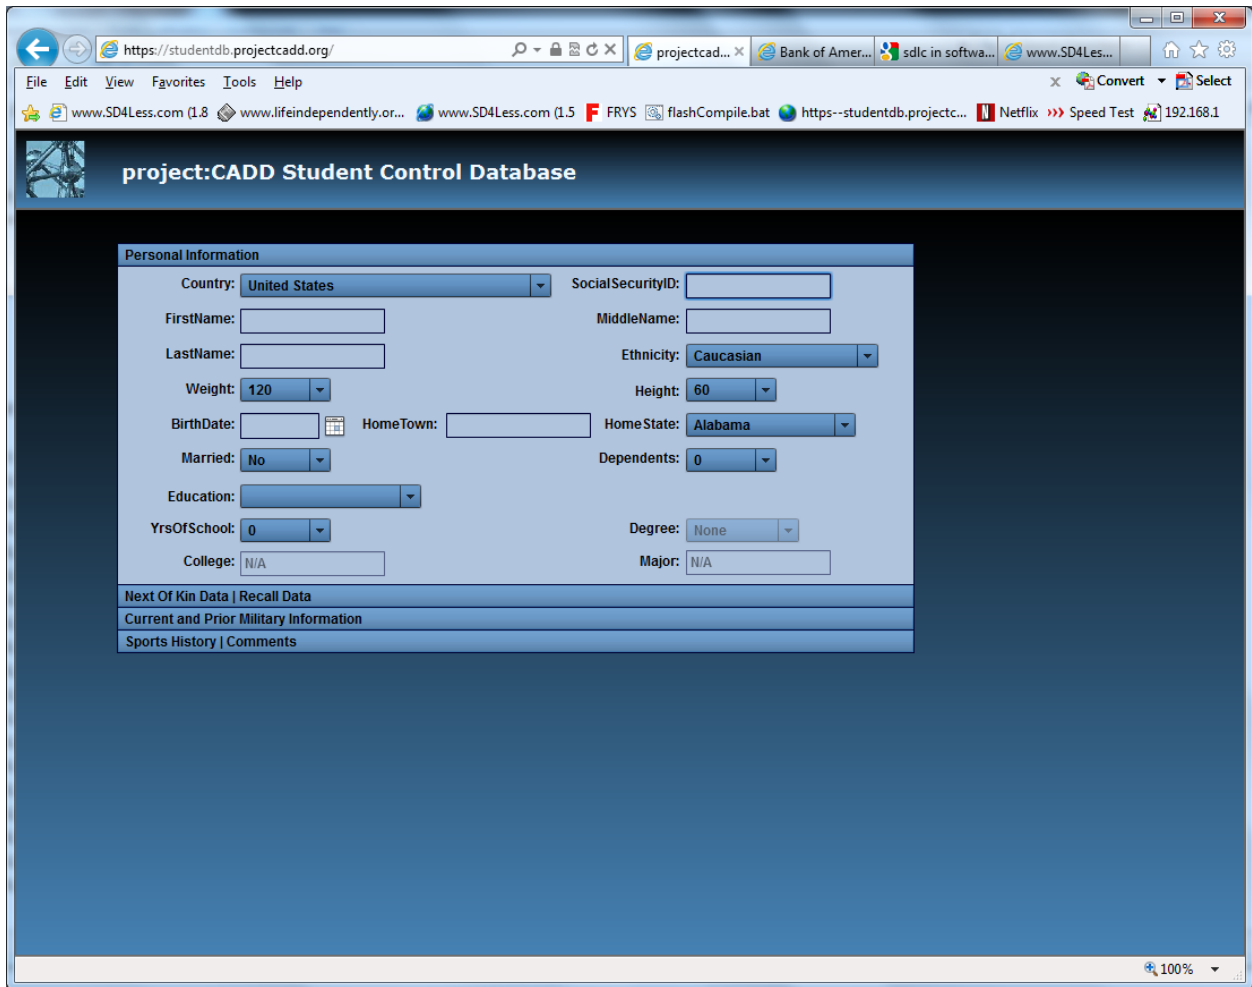 https://studentdb.projectcadd.org/
projectcad...
Bank of Amer...
sdlc in softwa...
www.SD4Les...
File Edit View Favorites Tools Help
x Convert Select
www.SD4Less.com (1.8 www.lifeindependently.or... www.SD4Less.com (1.5 FRYS flashCompile.bat https--studentdb.projectc... Netflix Speed Test 192.168.1
project:CADD Student Control Database
Personal Information
Country: United States SocialSecurityID:
FirstName: MiddleName:
LastName: Ethnicity: Caucasian
Weight: 120 Height: 60
BirthDate: HomeTown: HomeState: Alabama
Married: No Dependents: 0
Education:
YrsOfSchool: 0 Degree: None
College: N/A Major: N/A
Next Of Kin Data | Recall Data
Current and Prior Military Information
Sports History | Comments
100%